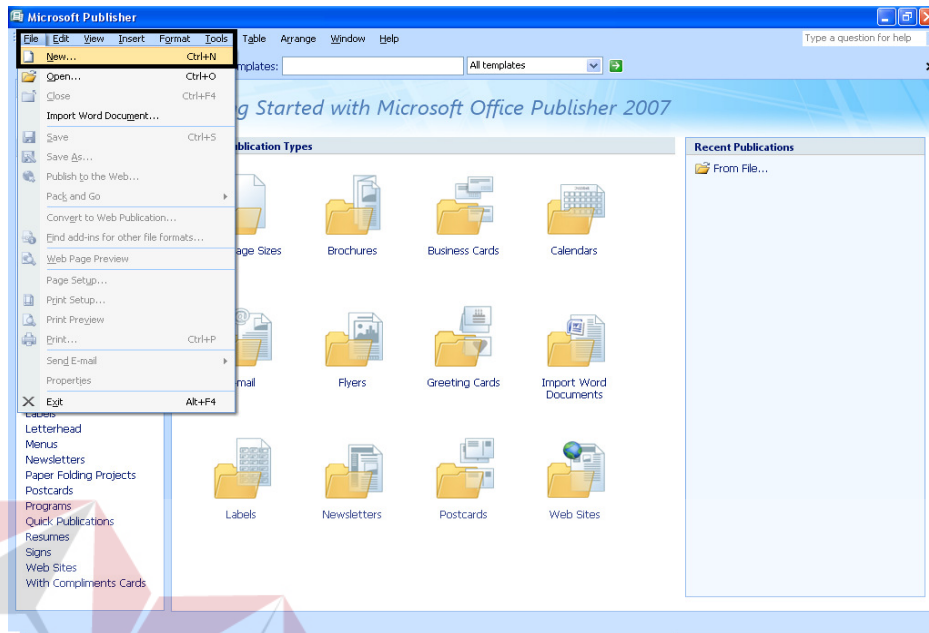 Microsoft Publisher
File Edit View Insert Format Tools Table Arrange Window Help
Type a question for help
New... Ctrl+N
Open... Ctrl+O
Close Ctrl+F4
Import Word Document...
Save Ctrl+S
Save As...
Publish to the Web...
Pack and Go
Convert to Web Publication...
Find add-ins for other file formats...
Web Page Preview
Page Setup...
Print Setup...
Print Preview
Print... Ctrl+P
Send E-mail
Properties
Exit Alt+F4
mplates:
All templates
g Started with Microsoft Office Publisher 2007
blication Types
age Sizes
Brochures
Business Cards
Calendars
mail
Flyers
Greeting Cards
Import Word
Documents
Labels
Newsletters
Postcards
Web Sites
Recent Publications
From File...
Labels
Letterhead
Menus
Newsletters
Paper Folding Projects
Postcards
Programs
Quick Publications
Resumes
Signs
Web Sites
With Compliments Cards